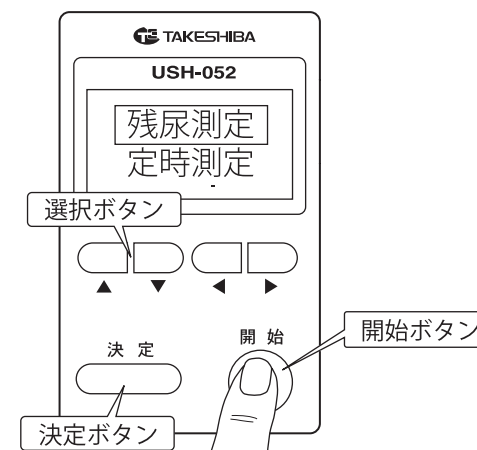 TAKESHIBA
USH-052
残尿測定
定時測定
選択ボタン
▲ ▼ ◀ ▶
決 定
開 始
開始ボタン
決定ボタン